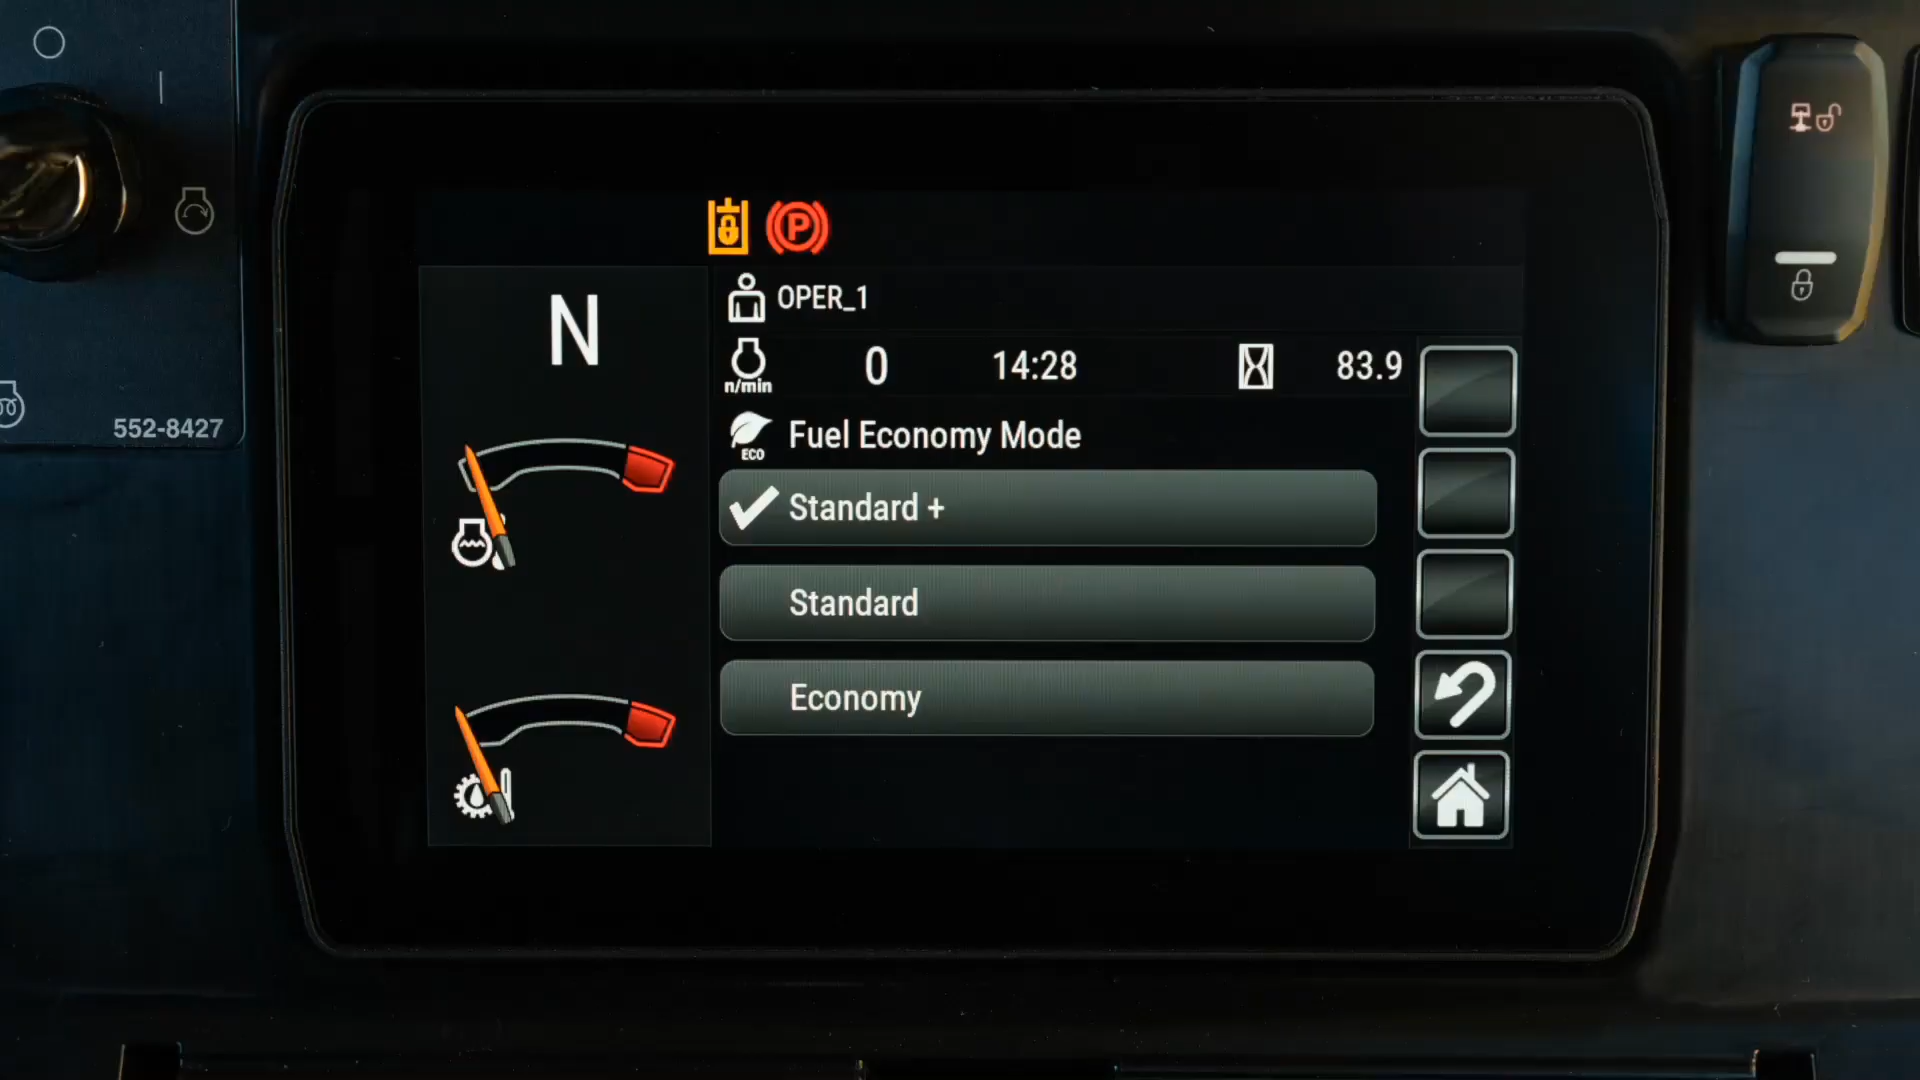 P
OPER_1
N
n/min
0
14:28
83.9
ECO
Fuel Economy Mode
Standard +
Standard
Economy
552-8427